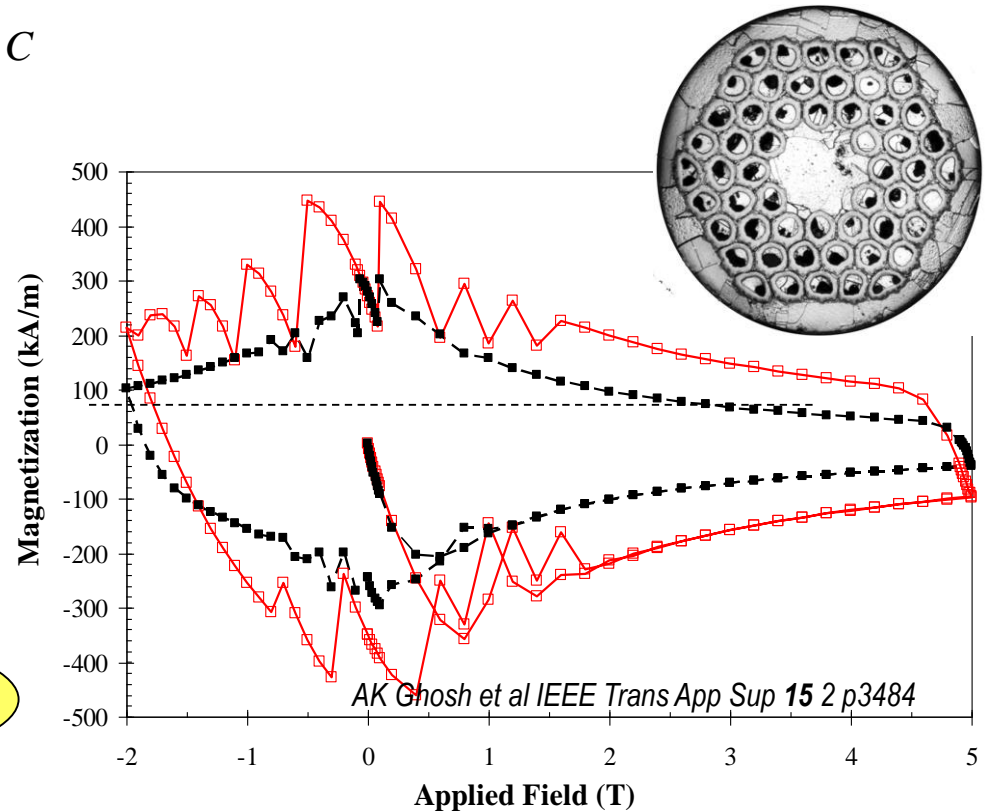 C
500
400
300
200
100
0
-100
-200
-300
-400
-500
Magnetization (kA/m)
AK Ghosh et al IEEE Trans App Sup 15 2 p3484
-2 -1 0 1 2 3 4 5
Applied Field (T)